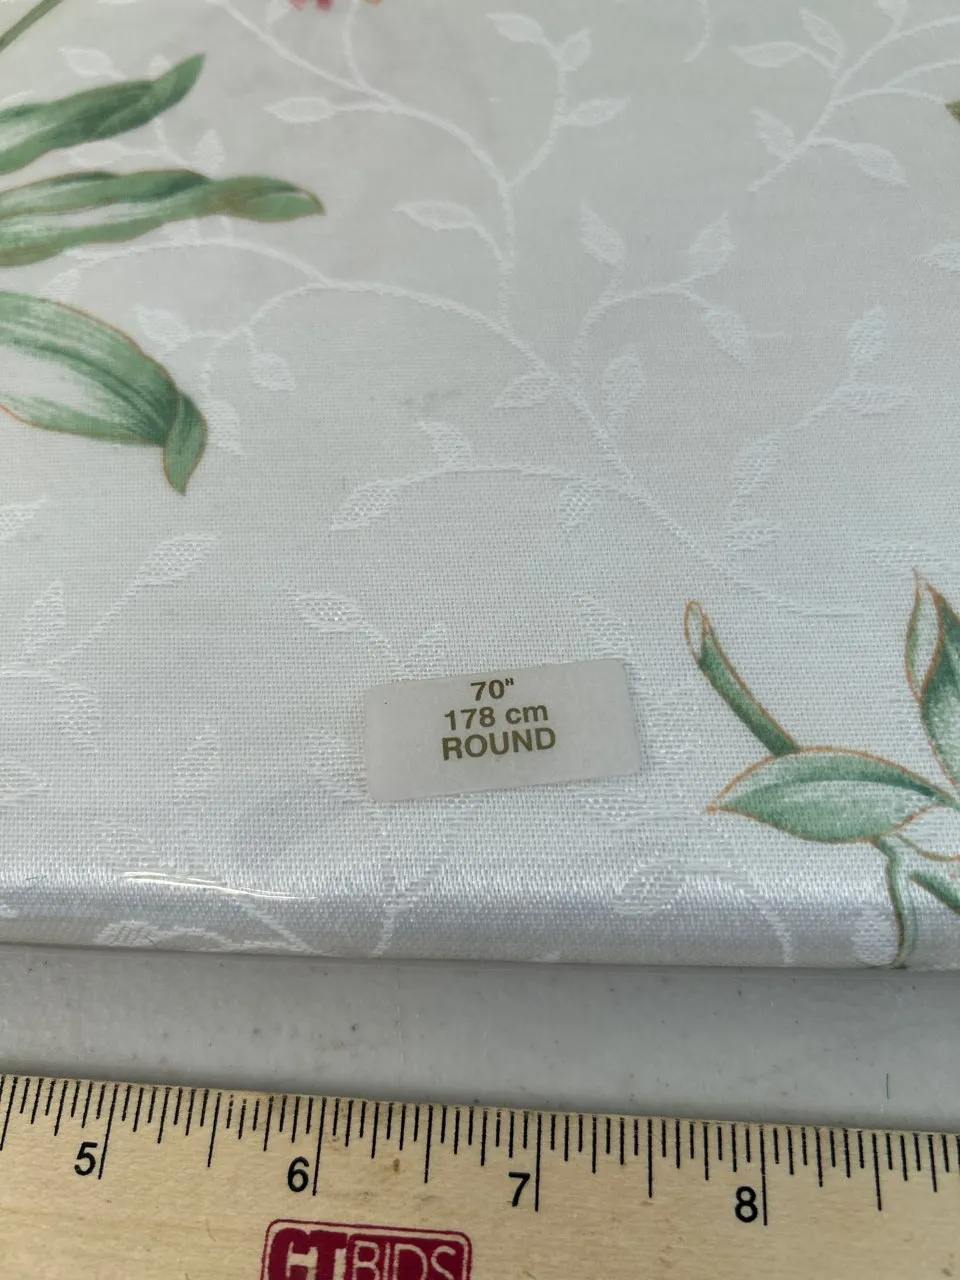 70"
178 cm
ROUND
5 6 7 8
CTBIDS